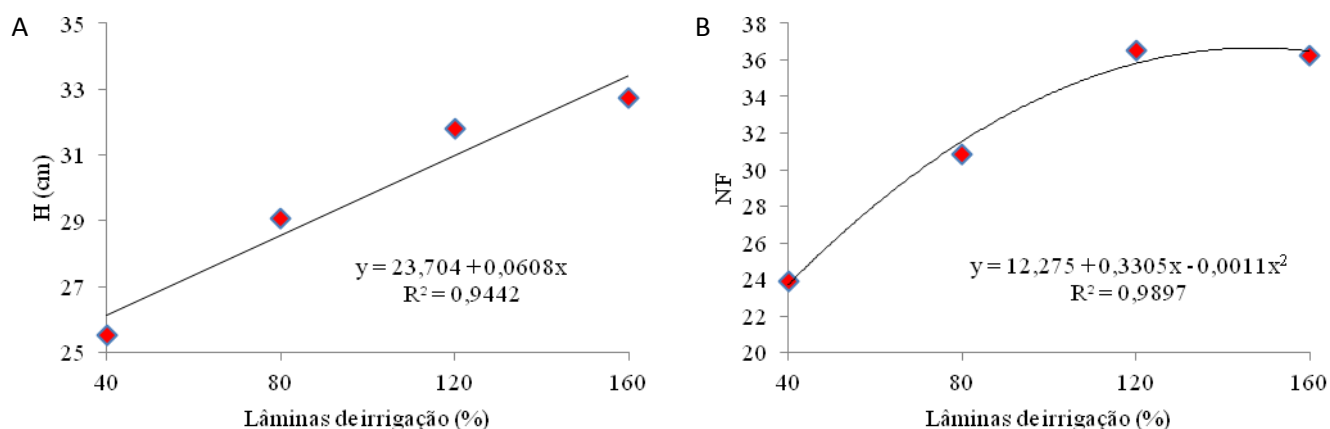 A
35
33
31
29
27
25
H (cm)
y = 23,704 + 0,0608x
R² = 0,9442
40 80 120 160
Lâminas de irrigação (%)
B
38
36
34
32
30
28
26
24
22
20
NF
y = 12,275 + 0,3305x - 0,0011x²
R² = 0,9897
40 80 120 160
Lâminas de irrigação (%)